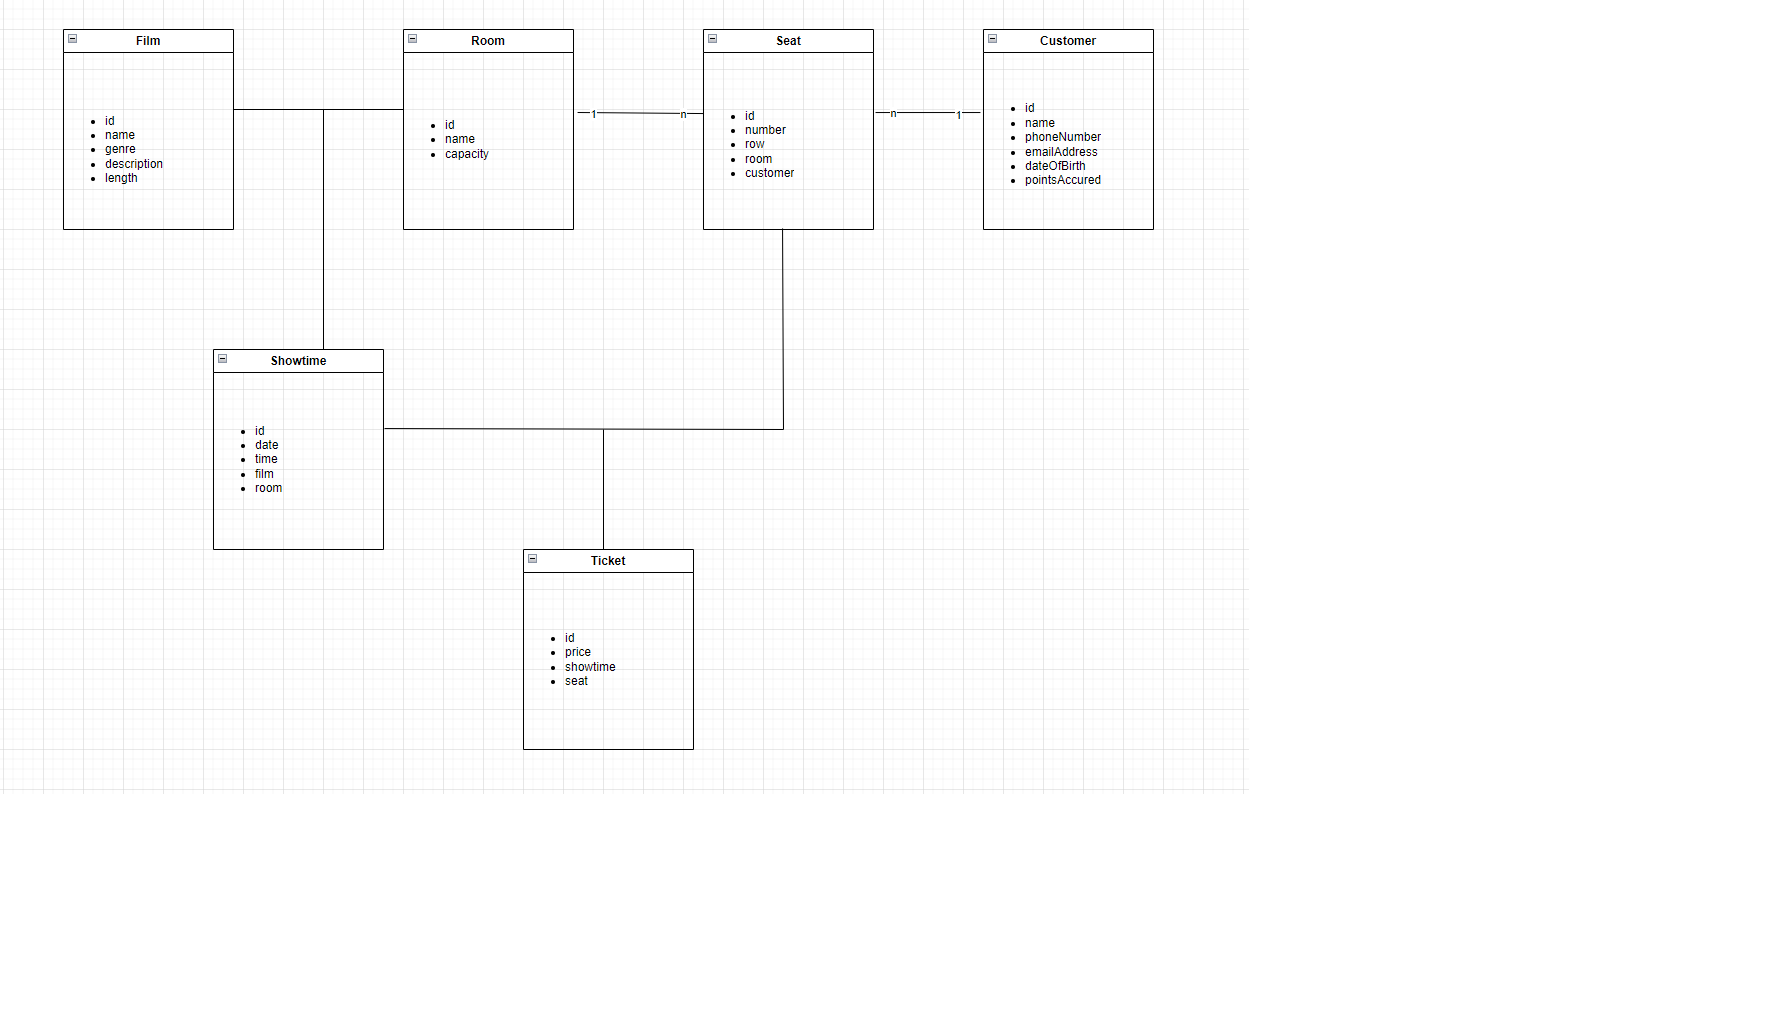 Film
id
name
genre
description
length
Room
id
name
capacity
1
n
Seat
id
number
row
room
customer
n
1
Customer
id
name
phoneNumber
emailAddress
dateOfBirth
pointsAccured
Showtime
id
date
time
film
room
Ticket
id
price
showtime
seat